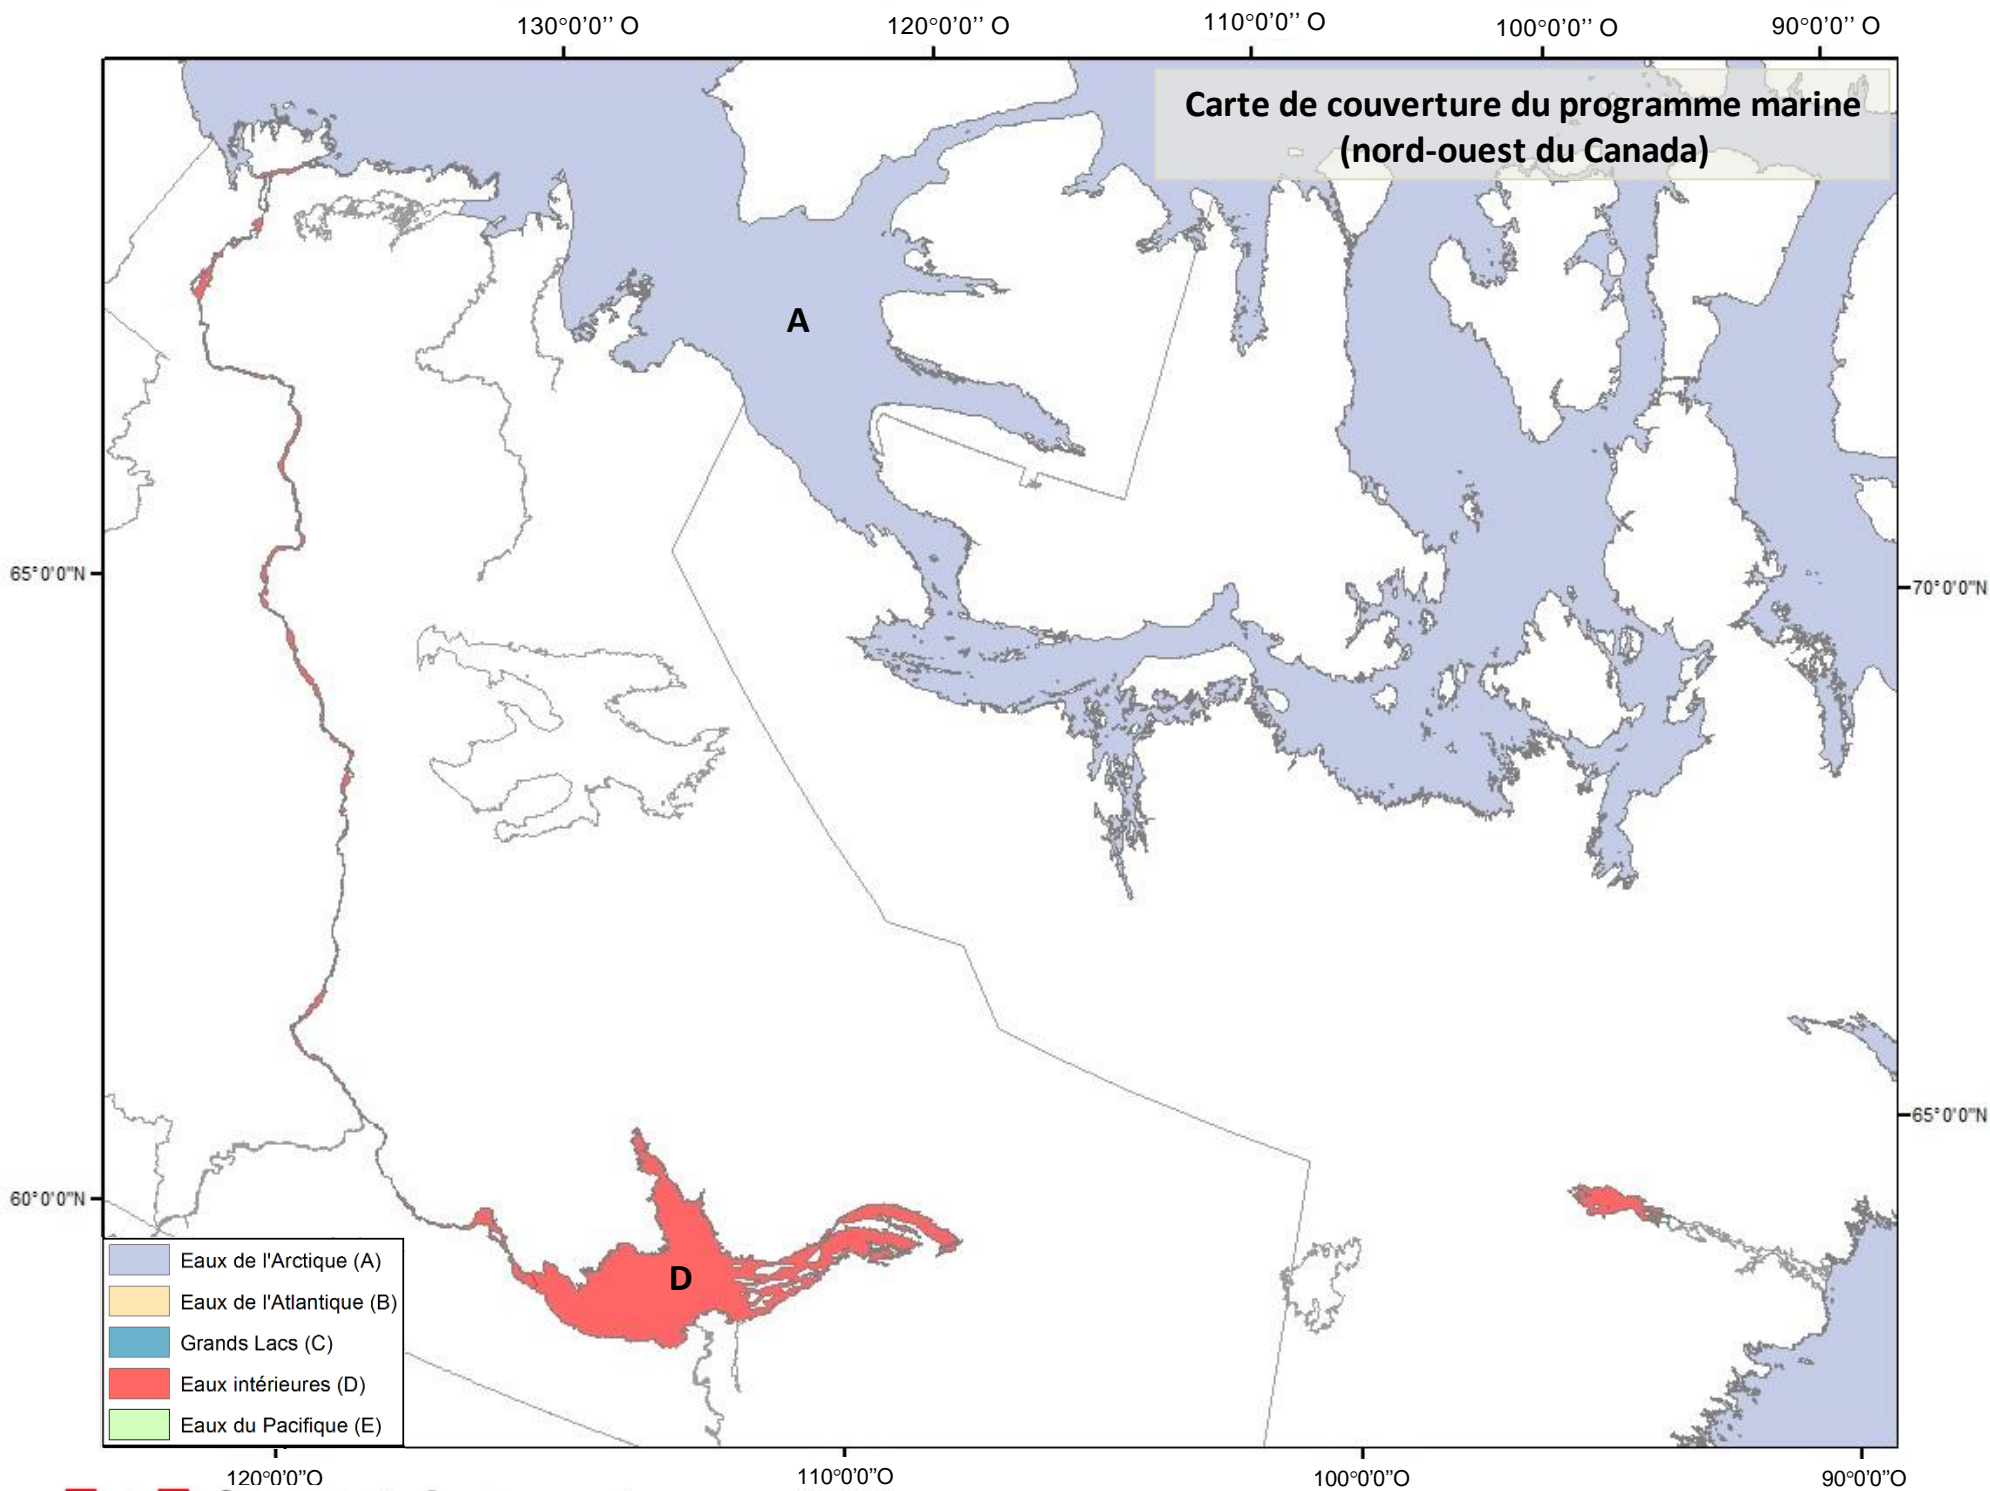 130°0'0'' O 120°0'0'' O 110°0'0'' O 100°0'0'' O 90°0'0'' O
Carte de couverture du programme marine
(nord-ouest du Canada)
A
65°0'0"N
70°0'0"N
65°0'0"N
60°0'0"N
D
Eaux de l'Arctique (A)
Eaux de l'Atlantique (B)
Grands Lacs (C)
Eaux intérieures (D)
Eaux du Pacifique (E)
120°0'0"O 110°0'0"O 100°0'0"O 90°0'0"O